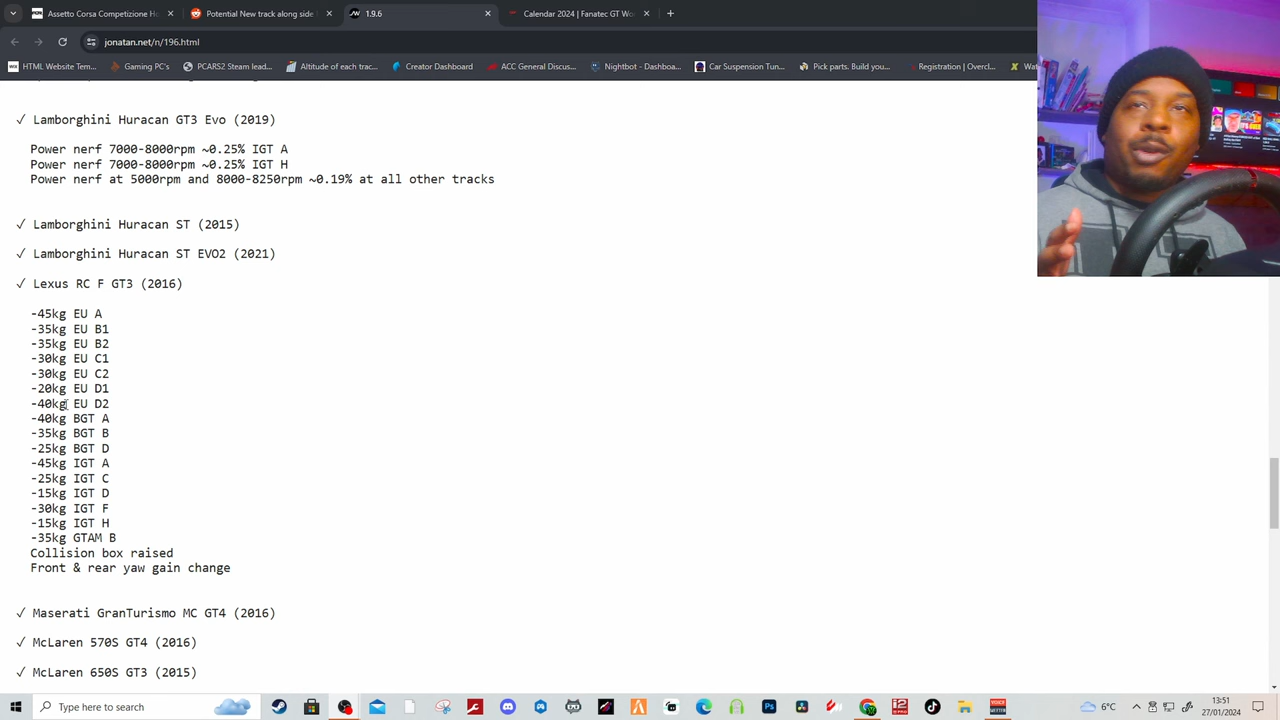 Assetto Corsa Competizione H
Potential New track along side
1.9.6
Calendar 2024 | Fanatec GT Wo
jonatan.net/n/196.html
HTML Website Tem...
Gaming PC's
PCARS2 Steam lead...
Altitude of each trac...
Creator Dashboard
ACC General Discus...
Nightbot - Dashboa...
Car Suspension Tun...
Pick parts. Build you...
Registration | Overcl...
✓ Lamborghini Huracan GT3 Evo (2019)
Power nerf 7000-8000rpm ~0.25% IGT A
Power nerf 7000-8000rpm ~0.25% IGT H
Power nerf at 5000rpm and 8000-8250rpm ~0.19% at all other tracks
✓ Lamborghini Huracan ST (2015)
✓ Lamborghini Huracan ST EVO2 (2021)
✓ Lexus RC F GT3 (2016)
-45kg EU A
-35kg EU B1
-35kg EU B2
-30kg EU C1
-30kg EU C2
-20kg EU D1
-40kg EU D2
-40kg BGT A
-35kg BGT B
-25kg BGT D
-45kg IGT A
-25kg IGT C
-15kg IGT D
-30kg IGT F
-15kg IGT H
-35kg GTAM B
Collision box raised
Front & rear yaw gain change
✓ Maserati GranTurismo MC GT4 (2016)
✓ McLaren 570S GT4 (2016)
✓ McLaren 650S GT3 (2015)
Type here to search
6°C
13:51
27/01/2024